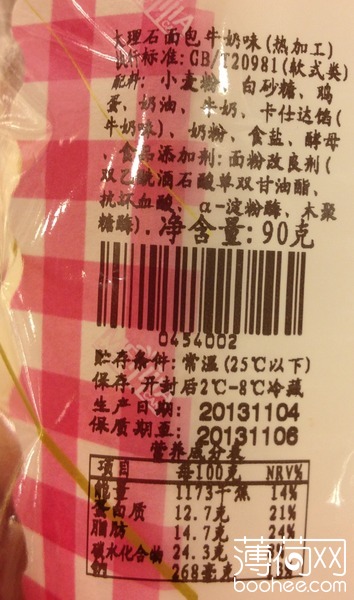 大理石面包牛奶味(热加工)
执行标准:GB/T20981(软式类)
配料:小麦粉、白砂糖、鸡
蛋、奶油、牛奶、卡仕达馅(
牛奶味)、奶粉、食盐、酵母
、食品添加剂:面粉改良剂(
双乙酰酒石酸单双甘油酯、
抗坏血酸、α-淀粉酶、木聚
糖酶).净含量:90克
0454002
贮存条件:常温(25℃以下)
保存,开封后2℃-8℃冷藏
生产日期:20131104
保质期至:20131106
营养成分表
项目 每100克 NRV%
能量 1173千焦 14%
蛋白质 12.7克 21%
脂肪 14.7克 24%
碳水化合物 24.3克
钠 268毫克
薄荷网
boohee.com